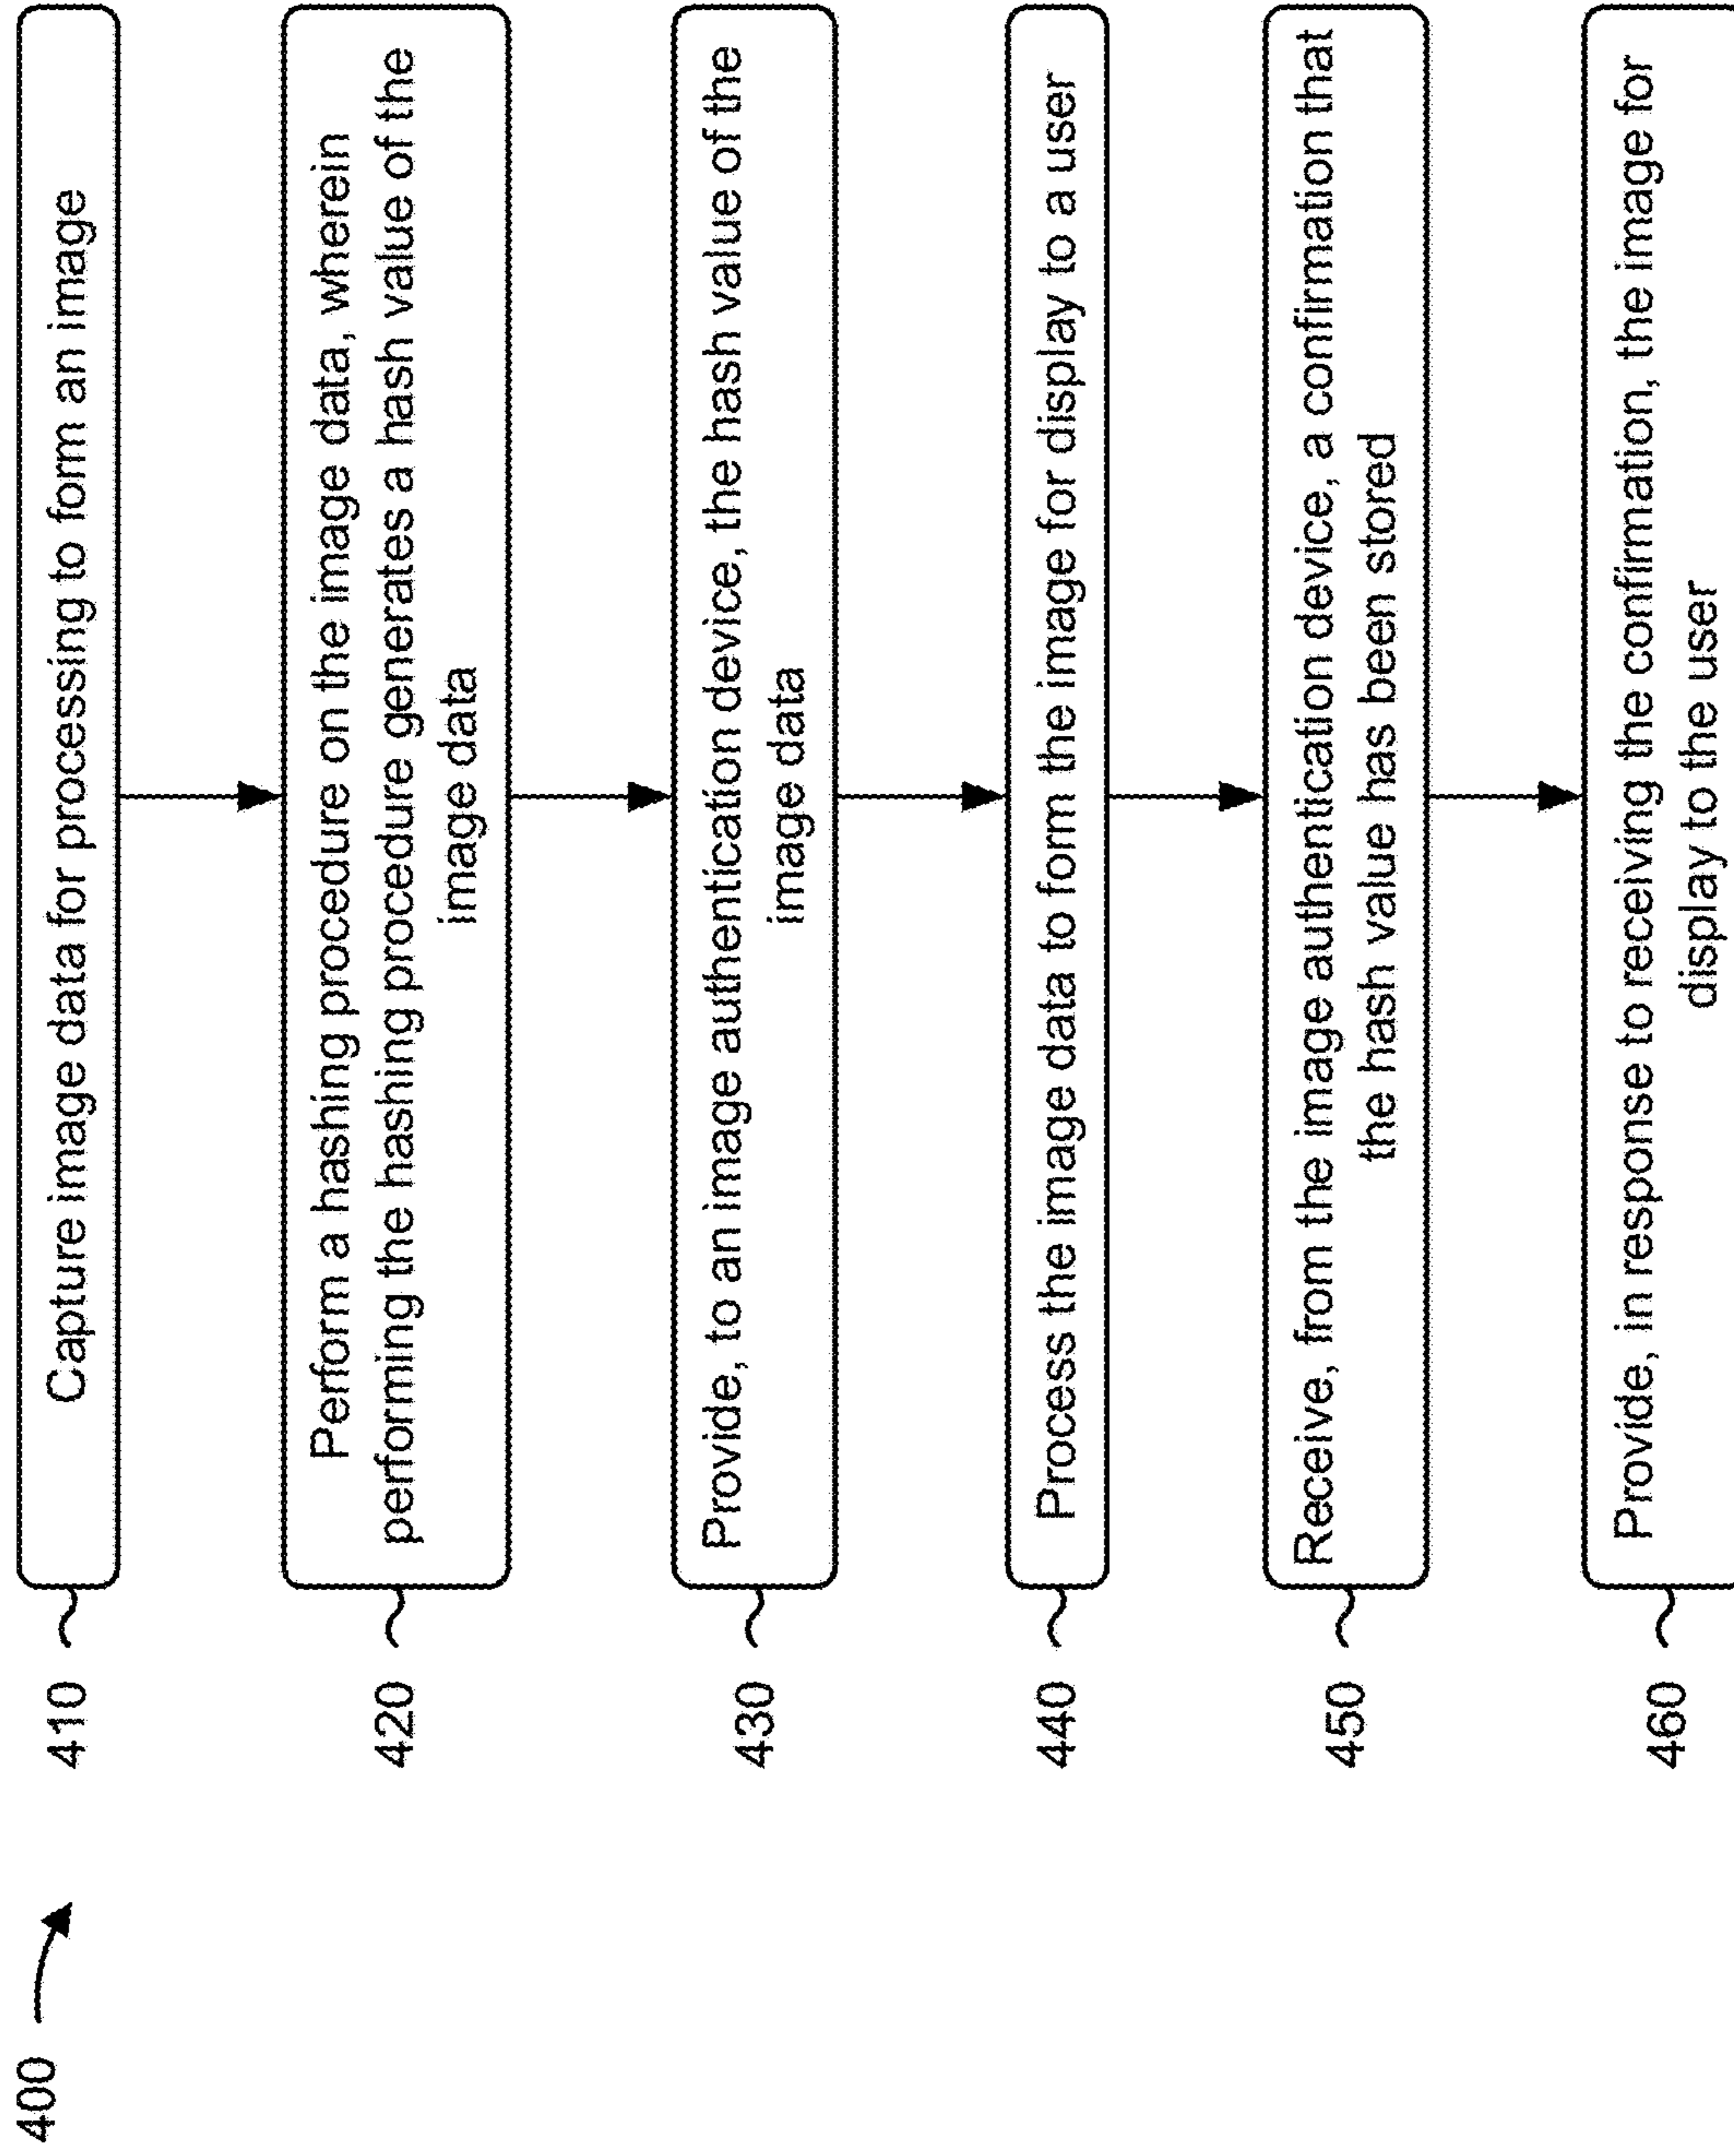 400
410
Capture image data for processing to form an image
420
Perform a hashing procedure on the image data, wherein
performing the hashing procedure generates a hash value of the
image data
430
Provide, to an image authentication device, the hash value of the
image data
440
Process the image data to form the image for display to a user
450
Receive, from the image authentication device, a confirmation that
the hash value has been stored
460
Provide, in response to receiving the confirmation, the image for
display to the user